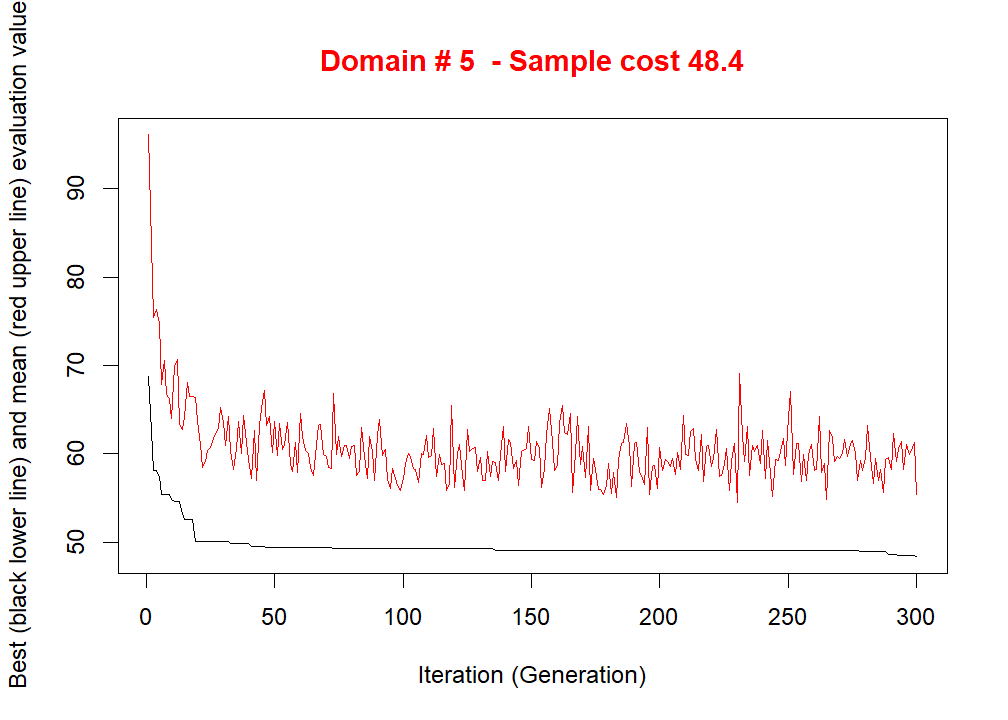 Domain # 5  - Sample cost 48.4
Best (black lower line) and mean (red upper line) evaluation value
90
80
70
60
50
0 50 100 150 200 250 300
Iteration (Generation)